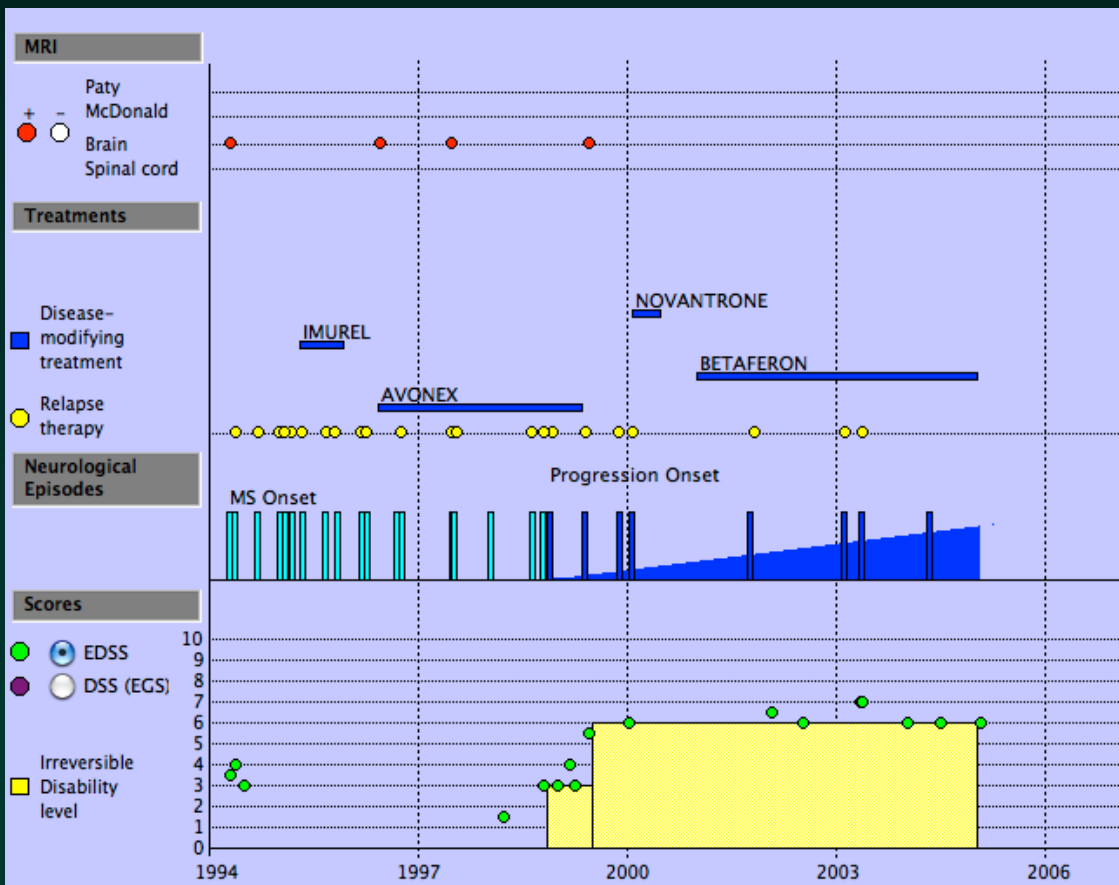 MRI
Paty
+ - McDonald
Brain
Spinal cord
Treatments
NOVANTRONE
Disease-
modifying
treatment
IMUREL
BETAFERON
AVONEX
Relapse
therapy
Neurological
Episodes
Progression Onset
MS Onset
Scores
EDSS
DSS (EGS)
Irreversible
Disability
level
10
9
8
7
6
5
4
3
2
1
0
1994 1997 2000 2003 2006